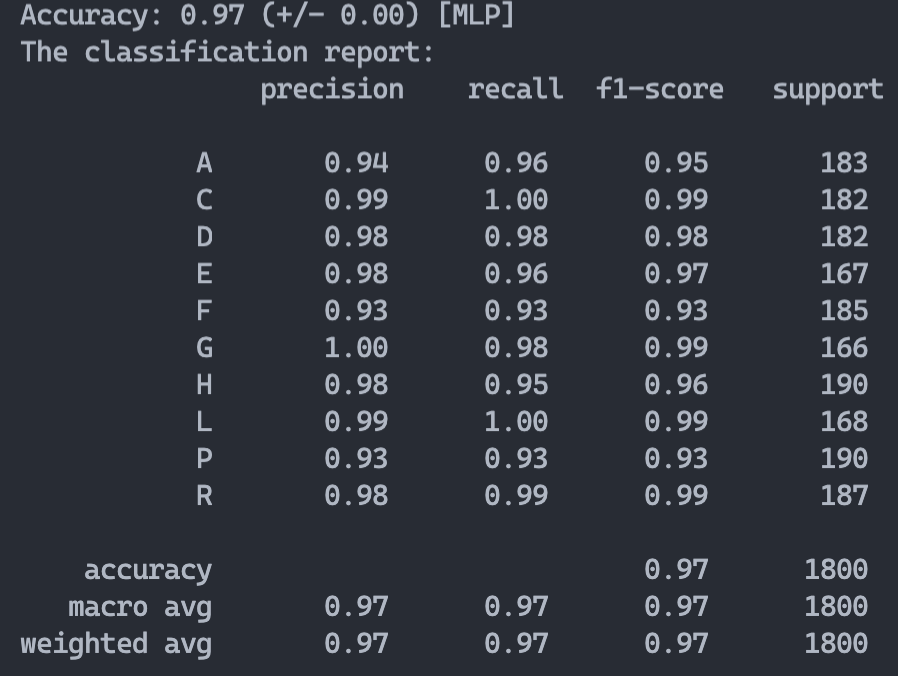 Accuracy: 0.97 (+/- 0.00) [MLP]
The classification report:
precision recall f1-score support
A 0.94 0.96 0.95 183
C 0.99 1.00 0.99 182
D 0.98 0.98 0.98 182
E 0.98 0.96 0.97 167
F 0.93 0.93 0.93 185
G 1.00 0.98 0.99 166
H 0.98 0.95 0.96 190
L 0.99 1.00 0.99 168
P 0.93 0.93 0.93 190
R 0.98 0.99 0.99 187
accuracy 0.97 1800
macro avg 0.97 0.97 0.97 1800
weighted avg 0.97 0.97 0.97 1800